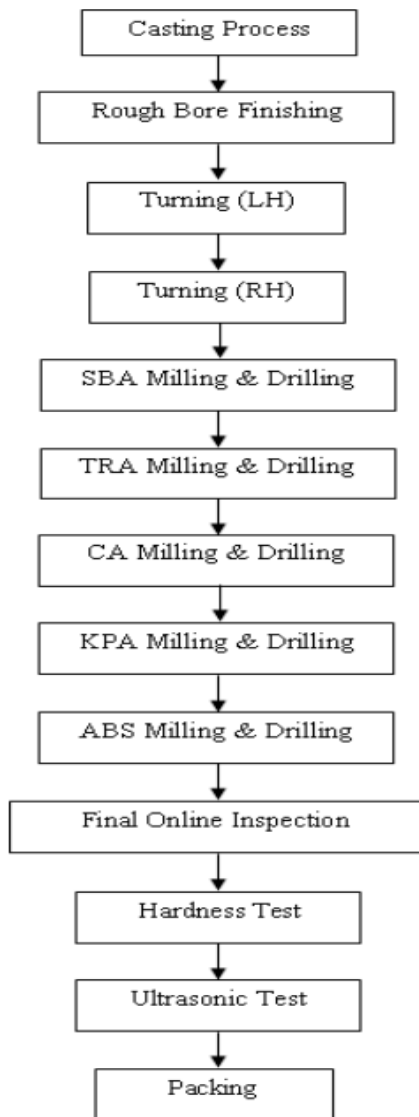 Casting Process
Rough Bore Finishing
Turning (LH)
Turning (RH)
SBA Milling & Drilling
TRA Milling & Drilling
CA Milling & Drilling
KPA Milling & Drilling
ABS Milling & Drilling
Final Online Inspection
Hardness Test
Ultrasonic Test
Packing